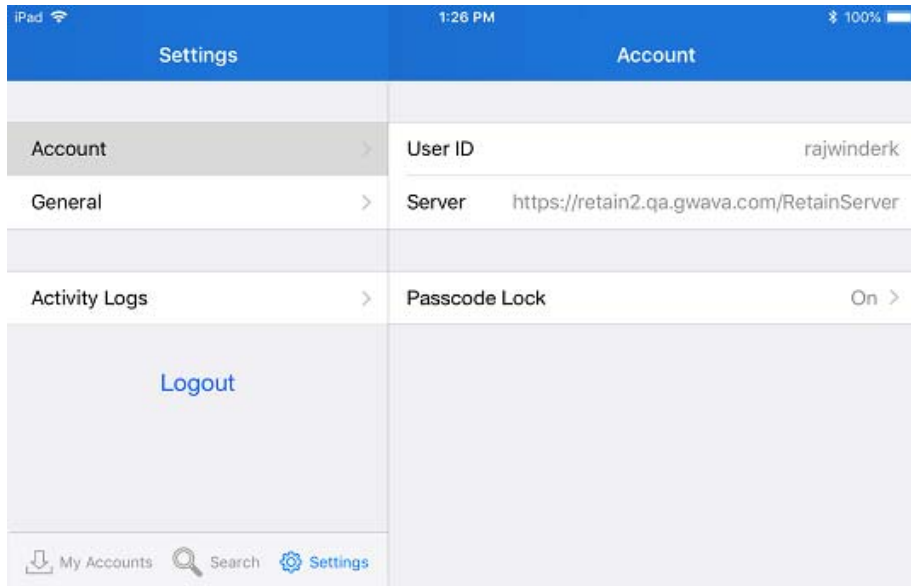 iPad 1:26 PM 100%
Settings Account
Account
General
Activity Logs
Logout
My Accounts Search Settings
User ID rajwinderk
Server https://retain2.qa.gwava.com/RetainServer
Passcode Lock On